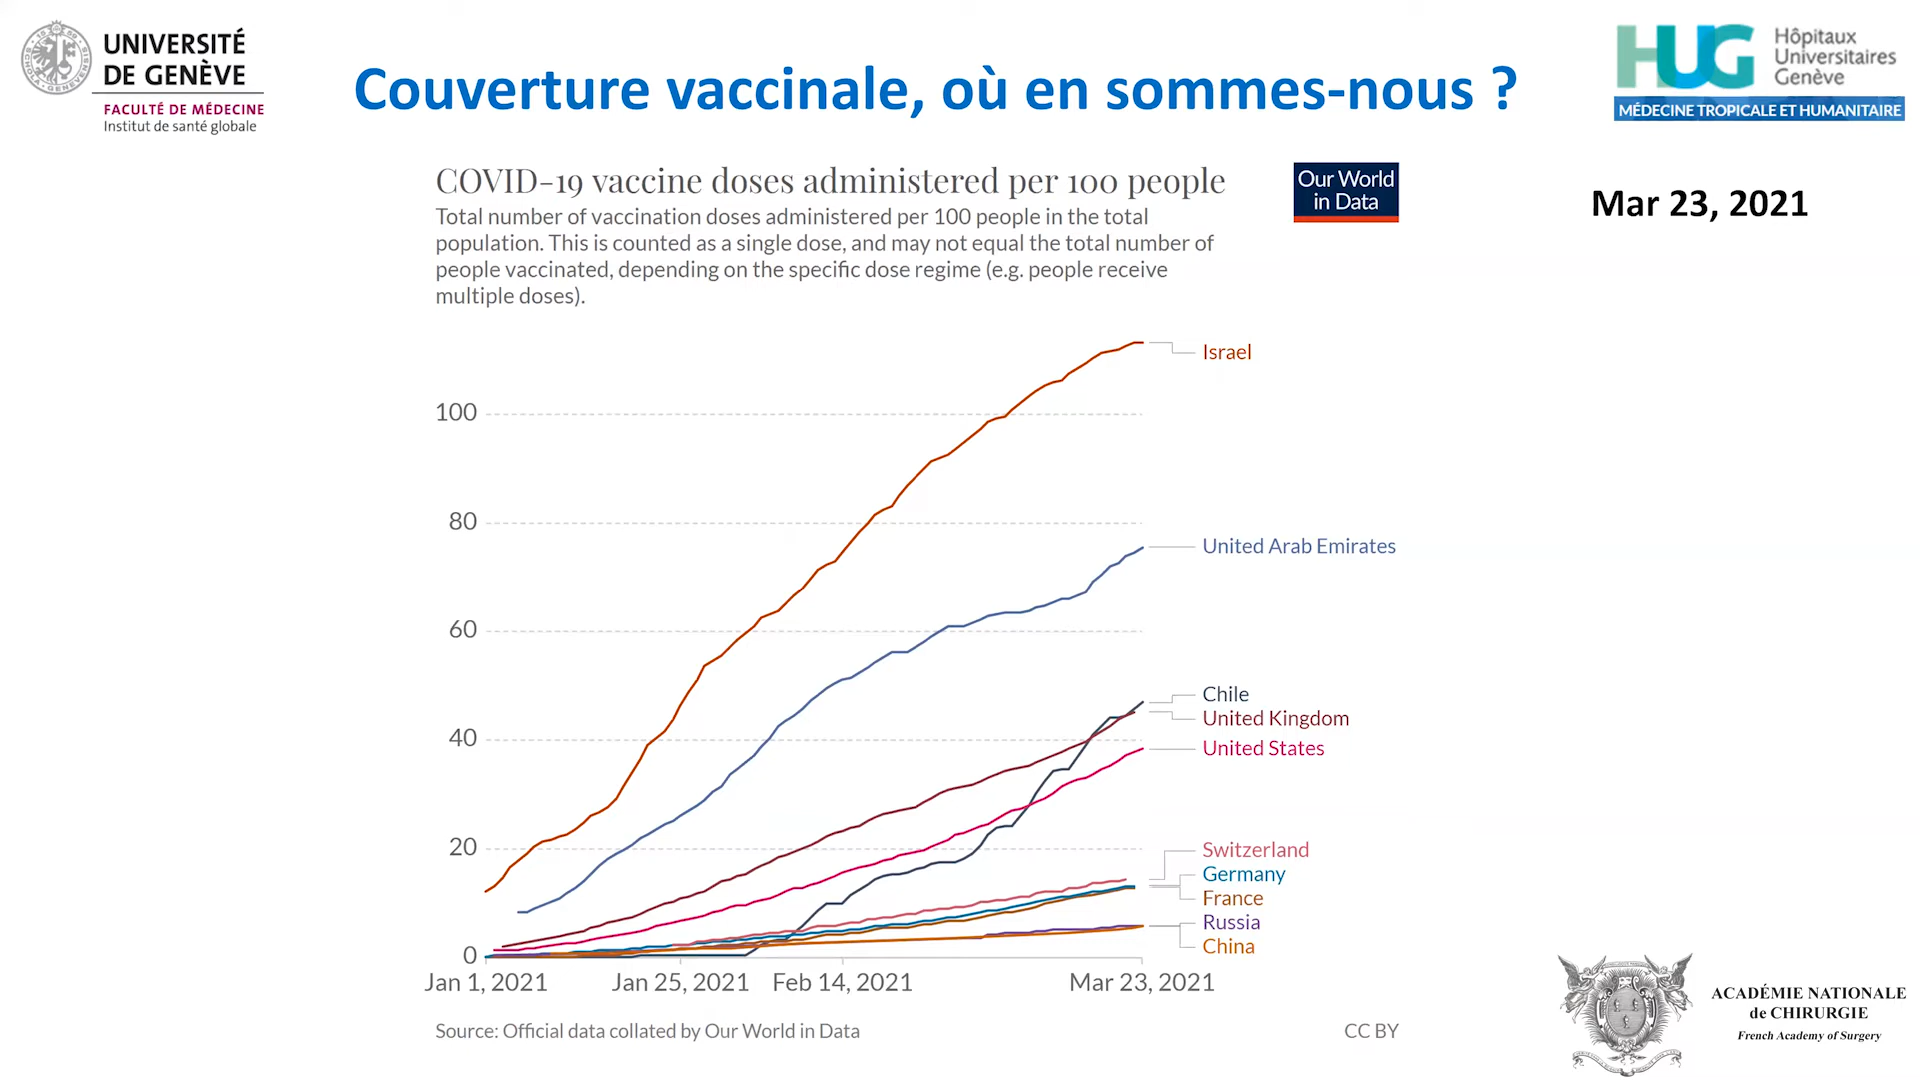 UNIVERSITÉ
DE GENÈVE
FACULTÉ DE MÉDECINE
Institut de santé globale
Couverture vaccinale, où en sommes-nous ?
HUG
Hôpitaux
Universitaires
Genève
MÉDECINE TROPICALE ET HUMANITAIRE
COVID-19 vaccine doses administered per 100 people
Our World
in Data
Mar 23, 2021
Total number of vaccination doses administered per 100 people in the total
population. This is counted as a single dose, and may not equal the total number of
people vaccinated, depending on the specific dose regime (e.g. people receive
multiple doses).
Israel
100
80
United Arab Emirates
60
Chile
United Kingdom
40
United States
20
Switzerland
Germany
France
Russia
China
0
Jan 1, 2021
Jan 25, 2021
Feb 14, 2021
Mar 23, 2021
Source: Official data collated by Our World in Data
CC BY
ACADÉMIE NATIONALE
de CHIRURGIE
French Academy of Surgery